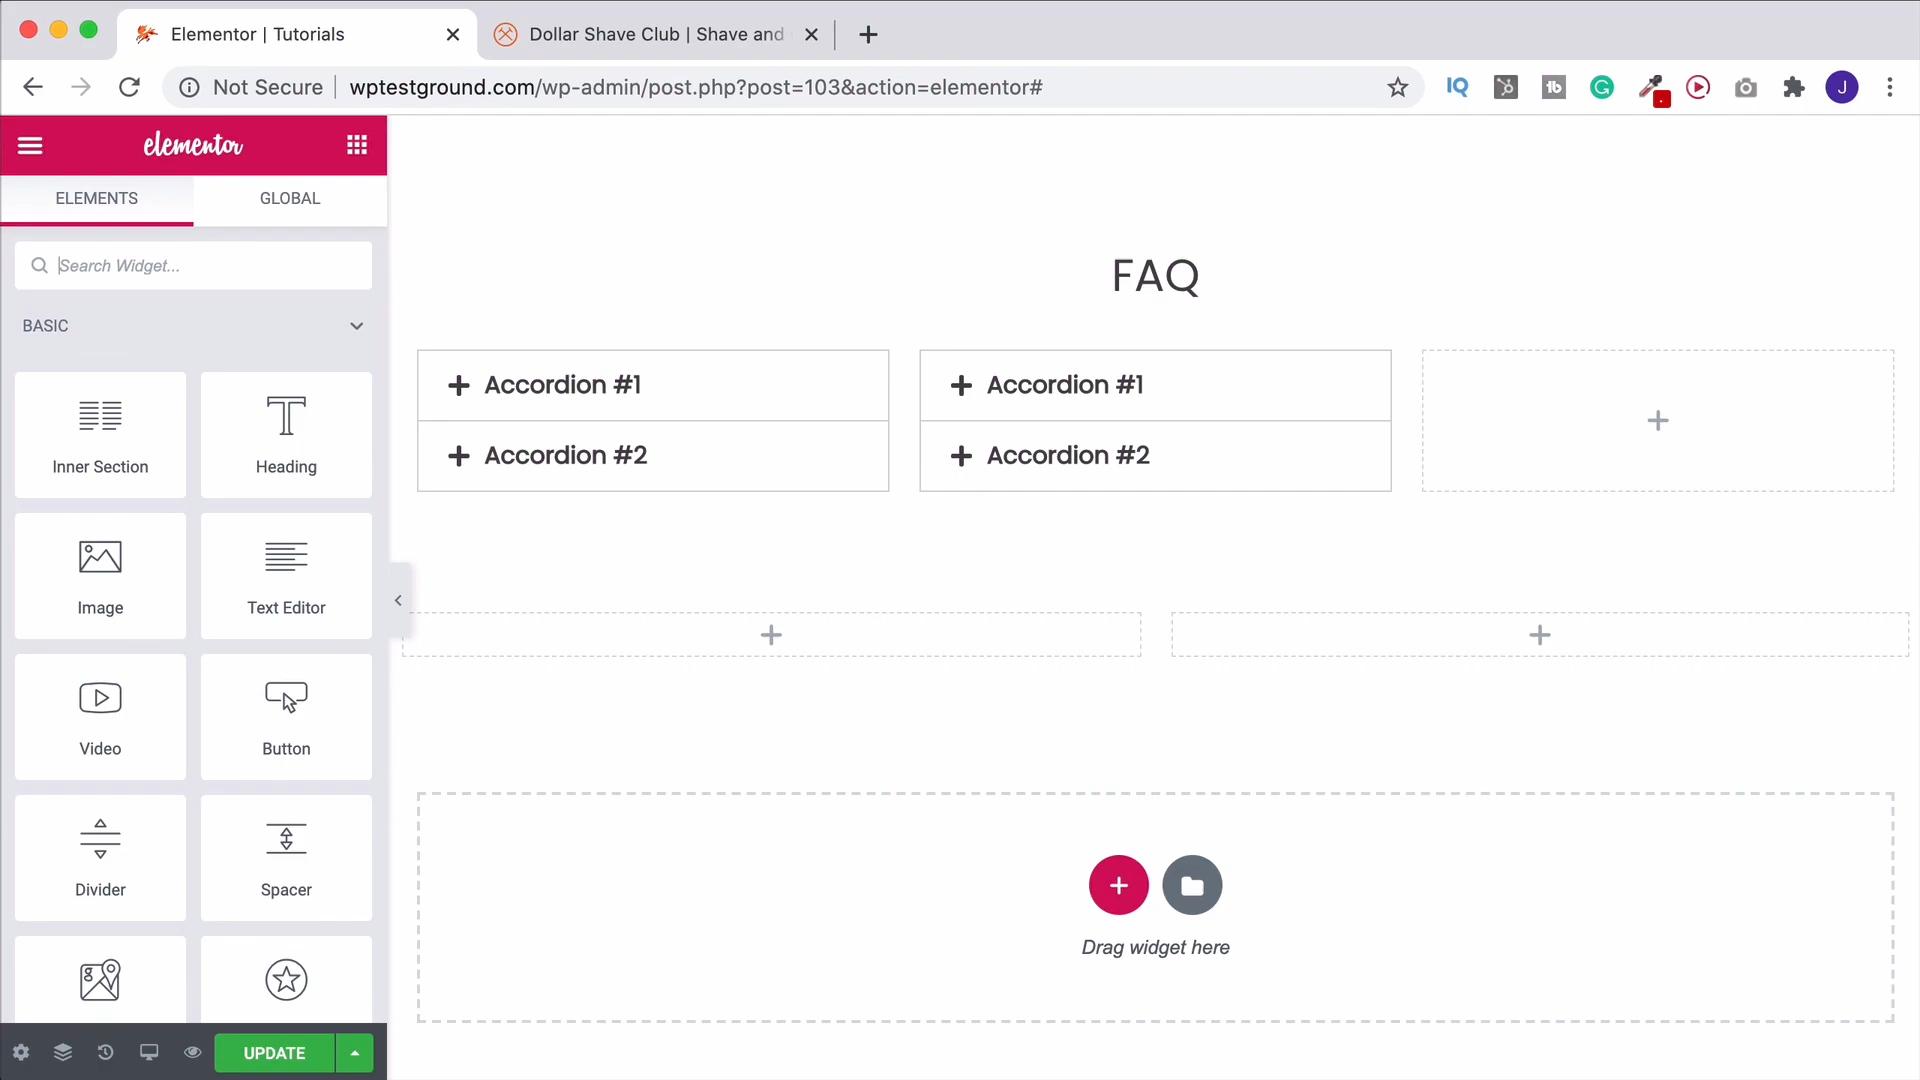 Elementor | Tutorials
Dollar Shave Club | Shave and
Not Secure
wptestground.com/wp-admin/post.php?post=103&action=elementor#
IQ
tb
G
J
elementor
ELEMENTS
GLOBAL
Search Widget...
BASIC
Inner Section
Heading
Image
Text Editor
Video
Button
Divider
Spacer
UPDATE
FAQ
Accordion #1
Accordion #2
Accordion #1
Accordion #2
Drag widget here